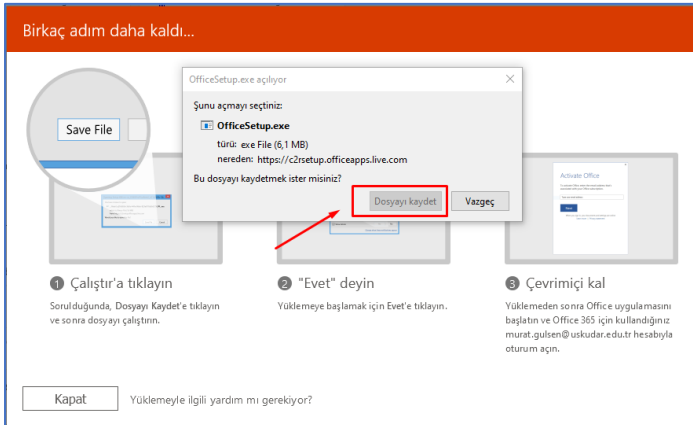 Birkaç adım daha kaldı...
OfficeSetup.exe açılıyor
Şunu açmayı seçtiniz:
OfficeSetup.exe
türü: exe File (6,1 MB)
nereden: https://c2rsetup.officeapps.live.com
Bu dosyayı kaydetmek ister misiniz?
Dosyayı kaydet
Vazgeç
Save File
Activate Office
1 Çalıştır'a tıklayın
Sorulduğunda, Dosyayı Kaydet'e tıklayın
ve sonra dosyayı çalıştırın.
2 "Evet" deyin
Yüklemeye başlamak için Evet'e tıklayın.
3 Çevrimiçi kal
Yüklemeden sonra Office uygulamasını
başlatın ve Office 365 için kullandığınız
murat.gulsen@uskudar.edu.tr hesabıyla
oturum açın.
Kapat
Yüklemeyle ilgili yardım mı gerekiyor?